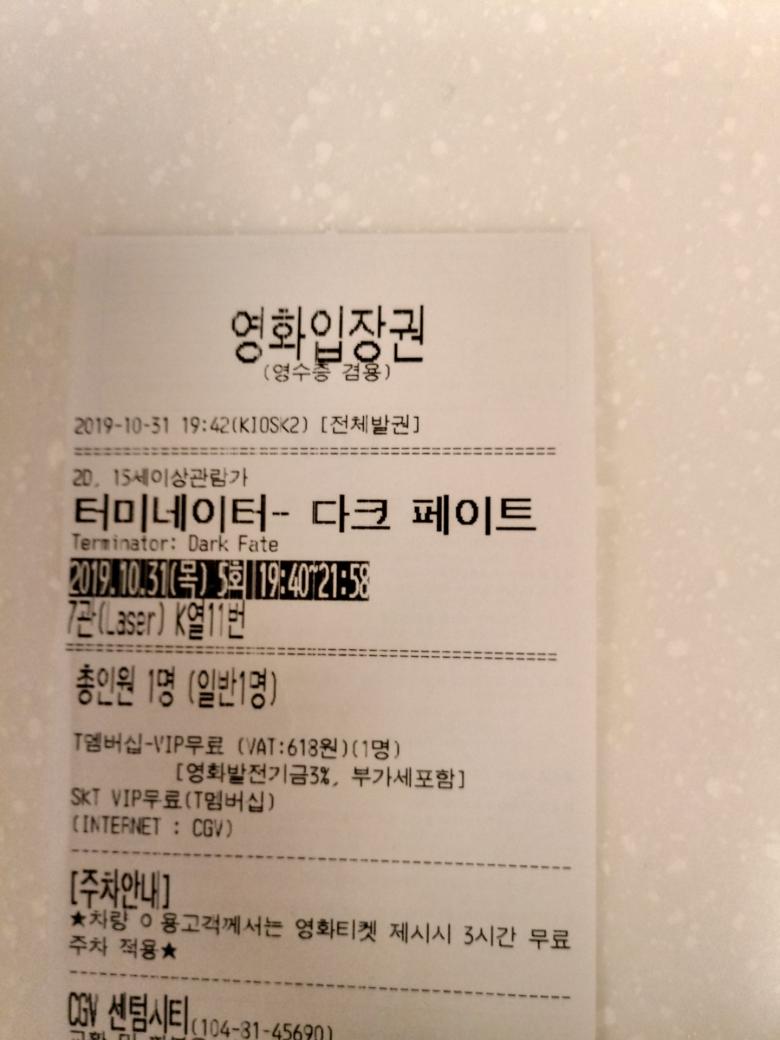 영화입장권
(영수증 겸용)
2019-10-31 19:42(KIOSK2) [전체발권]
2D, 15세이상관람가
터미네이터- 다크 페이트
Terminator: Dark Fate
2019.10.31(목) 5회 19:40~21:58
7관(Laser) K열11번
총인원 1명 (일반1명)
T멤버십-VIP무료 (VAT:618원)(1명)
[영화발전기금3%, 부가세포함]
SKT VIP무료(T멤버십)
(INTERNET : CGV)
[주차안내]
★차량 이용고객께서는 영화티켓 제시시 3시간 무료
주차 적용★
CGV 센텀시티(104-81-45690)